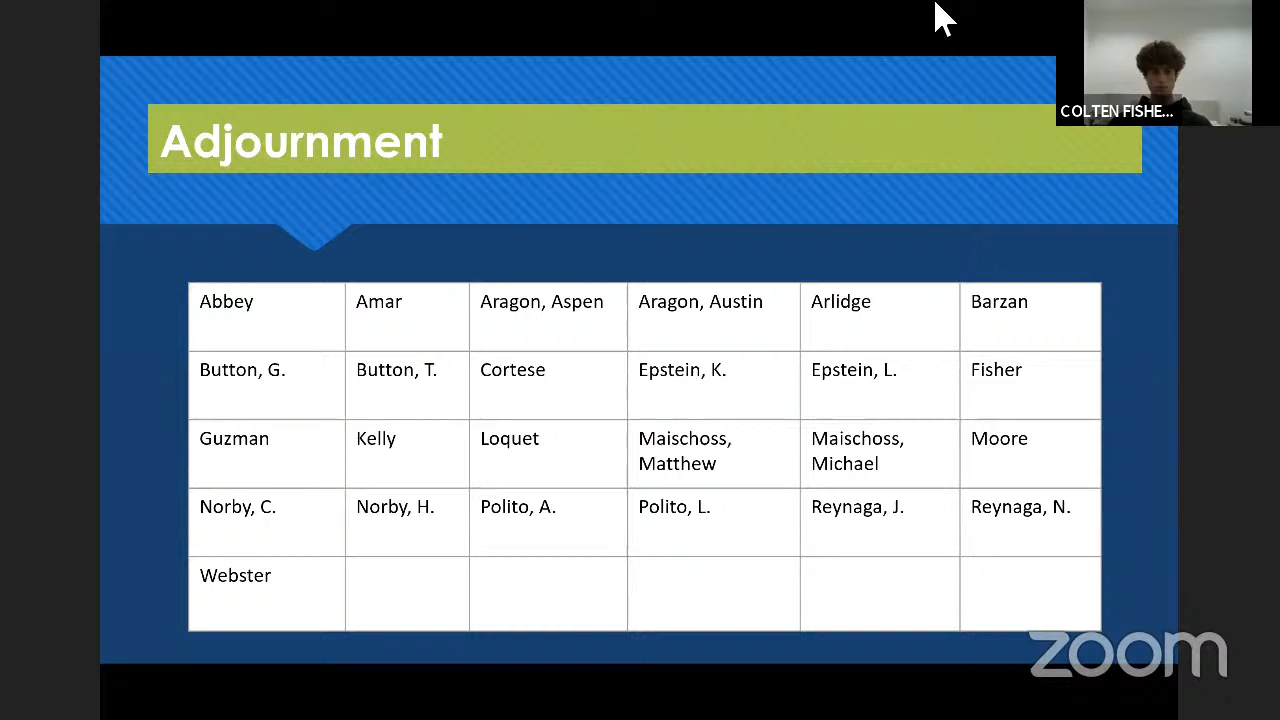 COLTEN FISHE...
Adjournment
Abbey
Amar
Aragon, Aspen
Aragon, Austin
Arlidge
Barzan
Button, G.
Button, T.
Cortese
Epstein, K.
Epstein, L.
Fisher
Guzman
Kelly
Loquet
Maischoss,
Matthew
Maischoss,
Michael
Moore
Norby, C.
Norby, H.
Polito, A.
Polito, L.
Reynaga, J.
Reynaga, N.
Webster
zoom